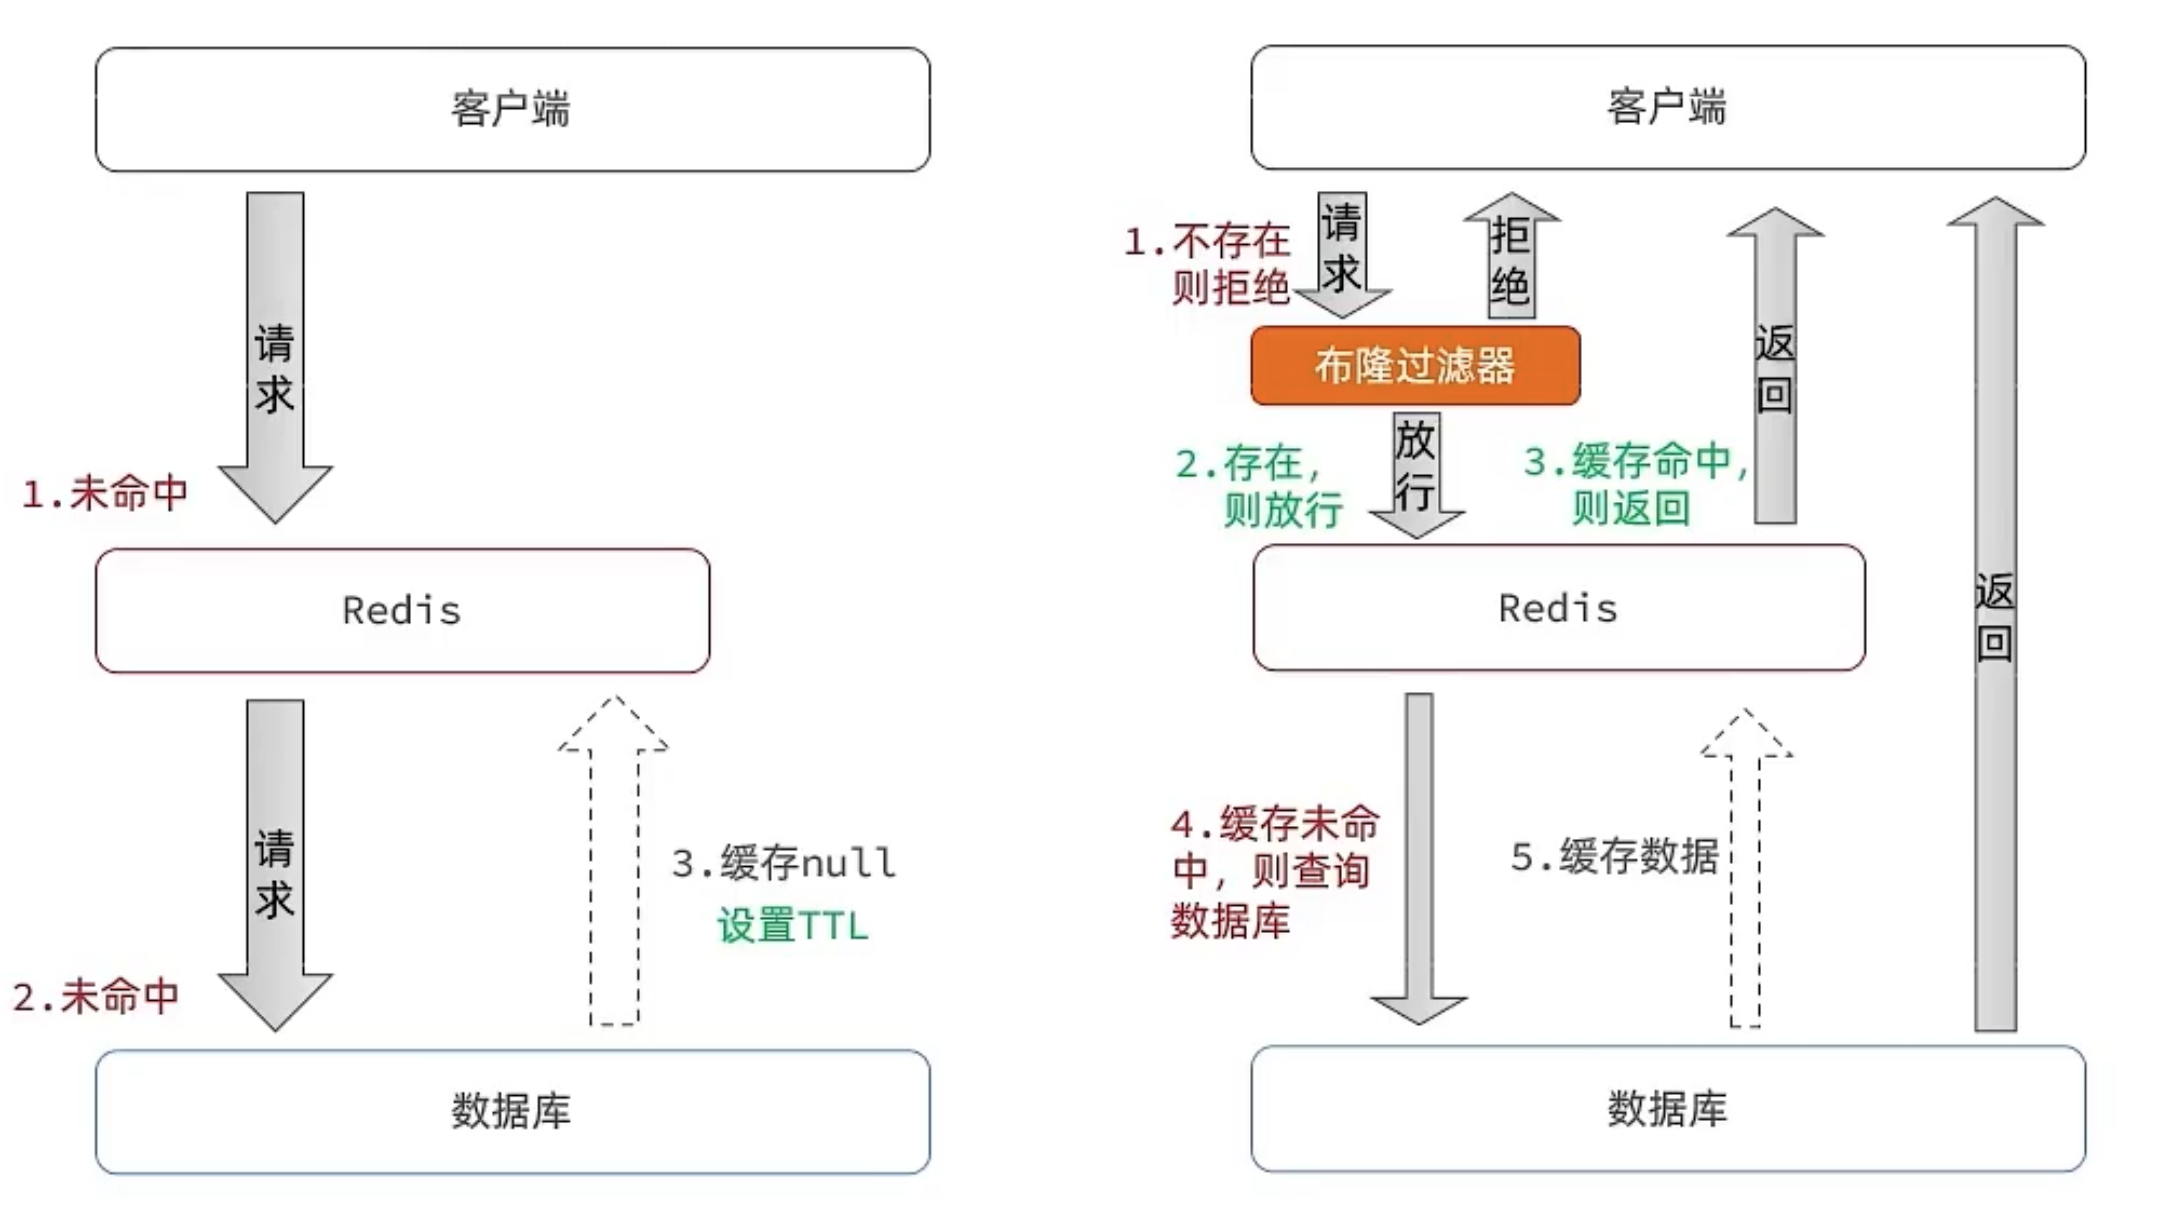 客户端
请求
1.未命中
Redis
请求
3.缓存null
设置TTL
2.未命中
数据库
客户端
1.不存在
则拒绝
请求
拒绝
布隆过滤器
2.存在，
则放行
放行
3.缓存命中，
则返回
返回
Redis
返回
4.缓存未命
中，则查询
数据库
5.缓存数据
数据库